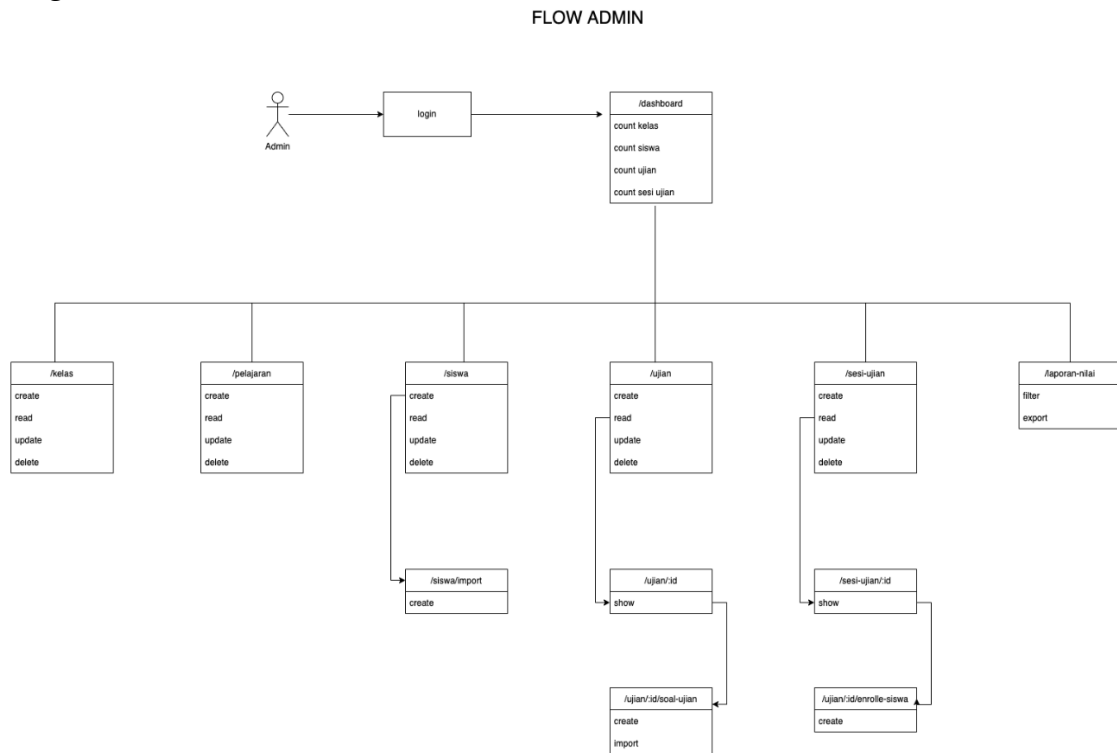 FLOW ADMIN
Admin
login
/dashboard
count kelas
count siswa
count ujian
count sesi ujian
/kelas
create
read
update
delete
/pelajaran
create
read
update
delete
/siswa
create
read
update
delete
/ujian
create
read
update
delete
/sesi-ujian
create
read
update
delete
/laporan-nilai
filter
export
/siswa/import
create
/ujian/:id
show
/sesi-ujian/:id
show
/ujian/:id/soal-ujian
create
import
/ujian/:id/enrolle-siswa
create